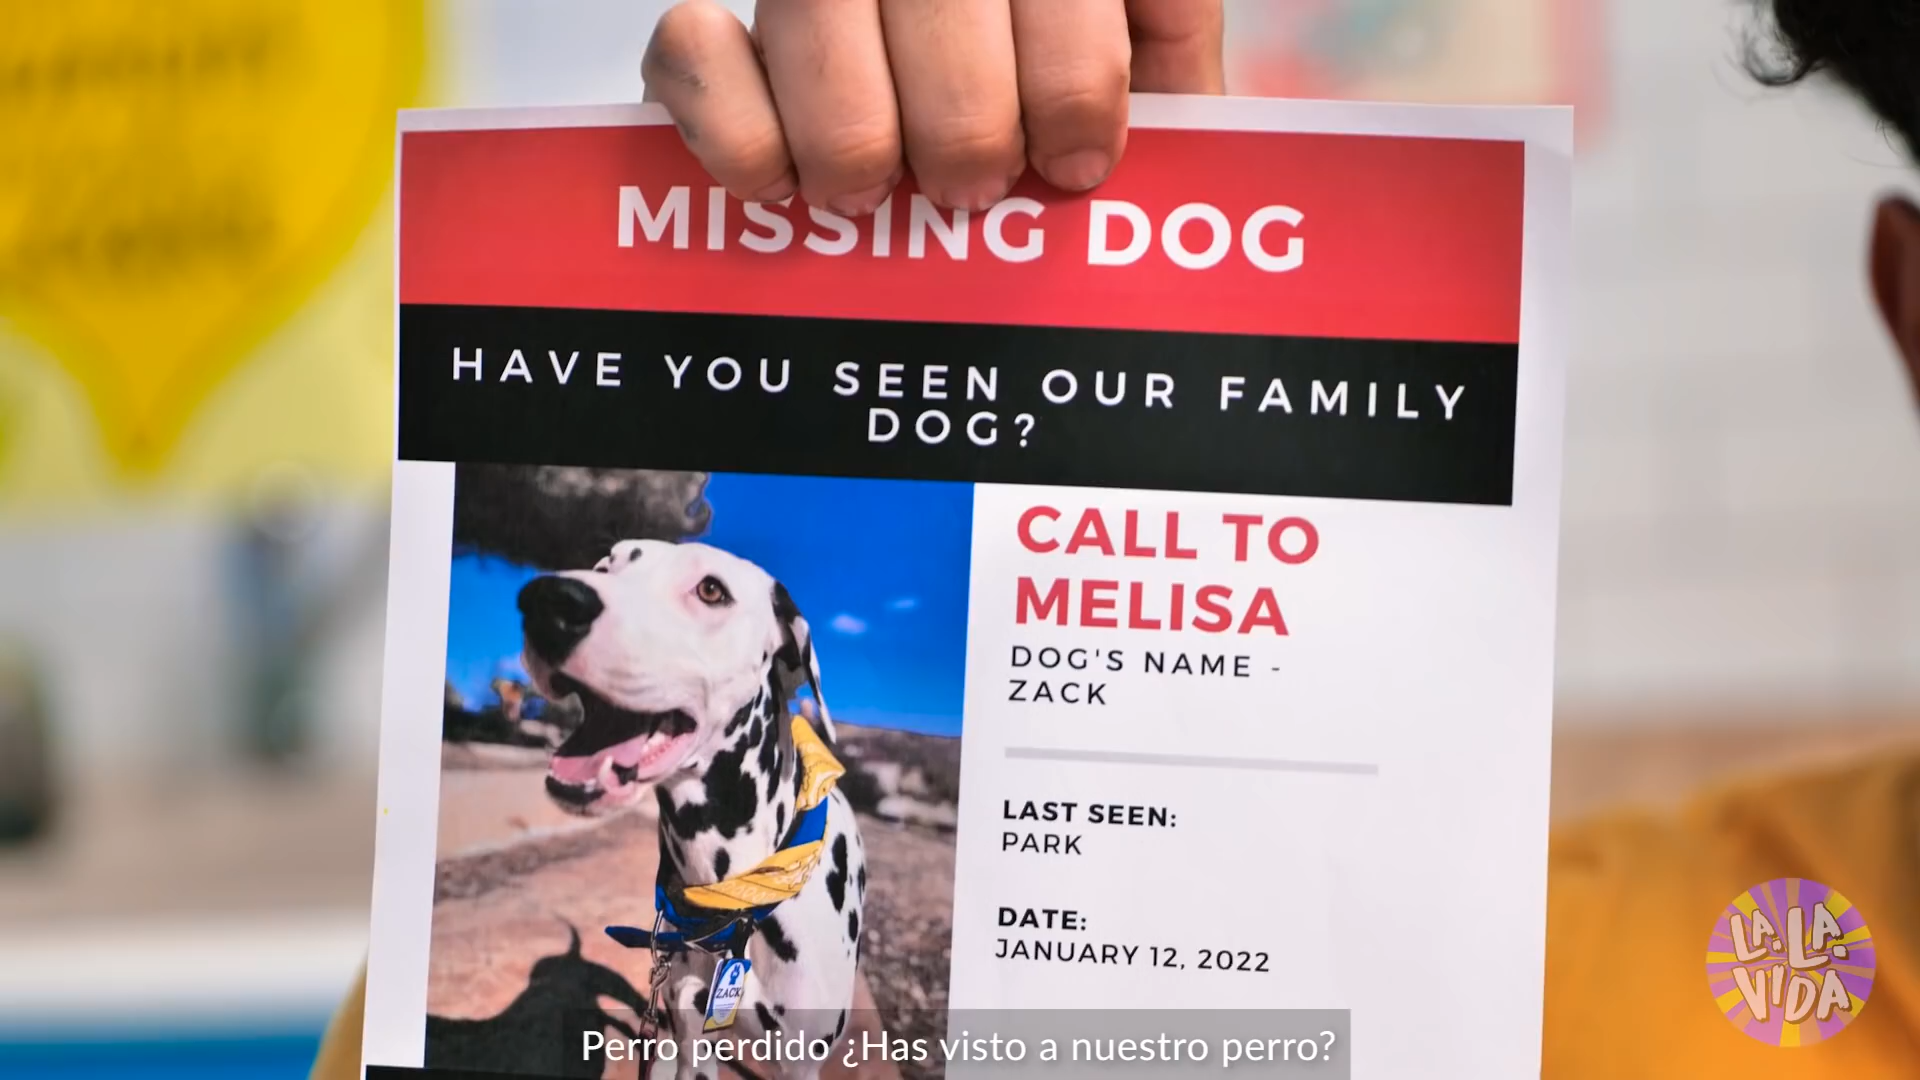 MISSING DOG
HAVE YOU SEEN OUR FAMILY
DOG?
CALL TO
MELISA
DOG'S NAME -
ZACK
LAST SEEN:
PARK
DATE:
JANUARY 12, 2022
ZACK
Perro perdido ¿Has visto a nuestro perro?
LA.LA.
VIDA